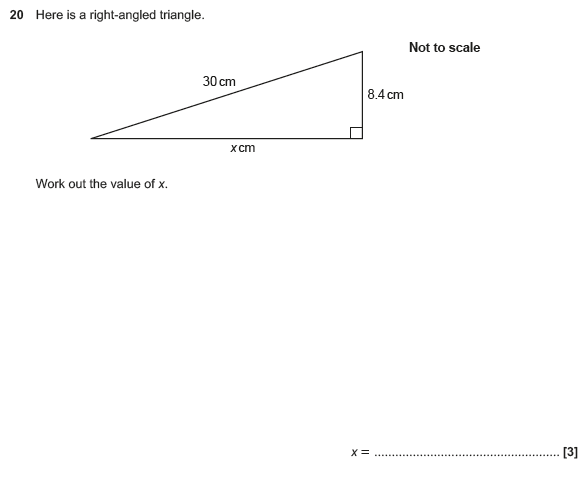 20 Here is a right-angled triangle.
Not to scale
30 cm
8.4 cm
x cm
Work out the value of x.
x = ..................................................... [3]